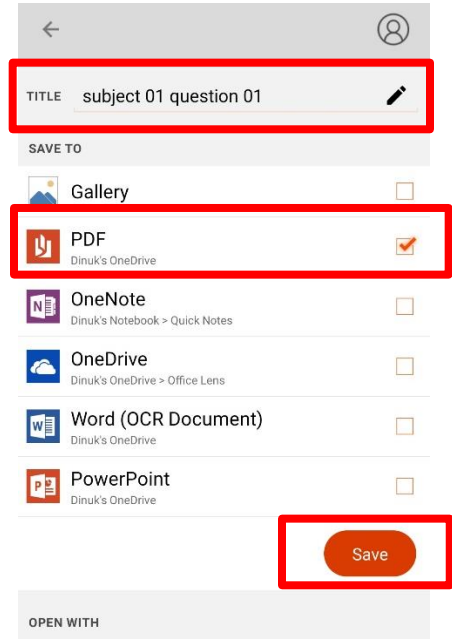 TITLE subject 01 question 01
SAVE TO
Gallery
PDF
Dinuk's OneDrive
OneNote
Dinuk's Notebook > Quick Notes
OneDrive
Dinuk's OneDrive > Office Lens
Word (OCR Document)
Dinuk's OneDrive
PowerPoint
Dinuk's OneDrive
Save
OPEN WITH